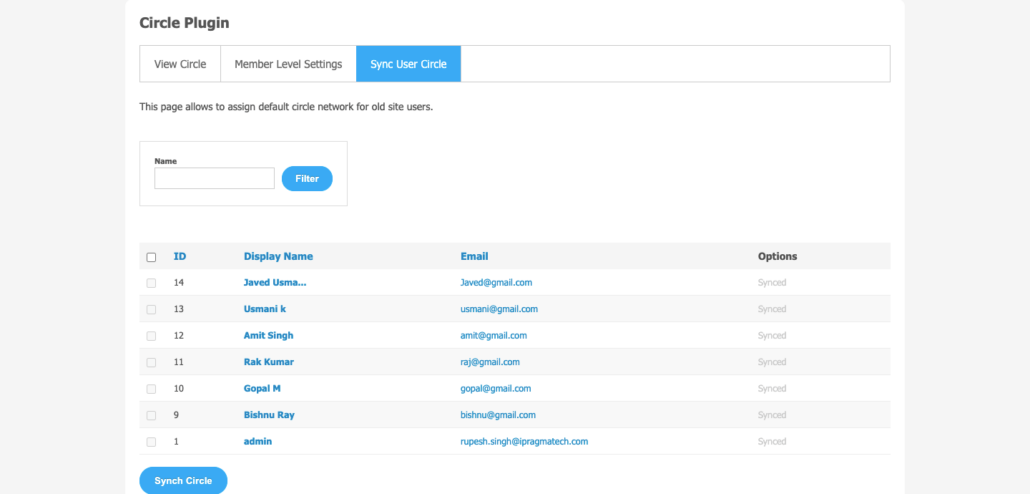 Circle Plugin
View Circle Member Level Settings Sync User Circle
This page allows to assign default circle network for old site users.
Name
Filter
ID Display Name Email Options
14 Javed Usma... Javed@gmail.com Synced
13 Usmani k usmani@gmail.com Synced
12 Amit Singh amit@gmail.com Synced
11 Rak Kumar raj@gmail.com Synced
10 Gopal M gopal@gmail.com Synced
9 Bishnu Ray bishnu@gmail.com Synced
1 admin rupesh.singh@ipragmatech.com Synced
Synch Circle